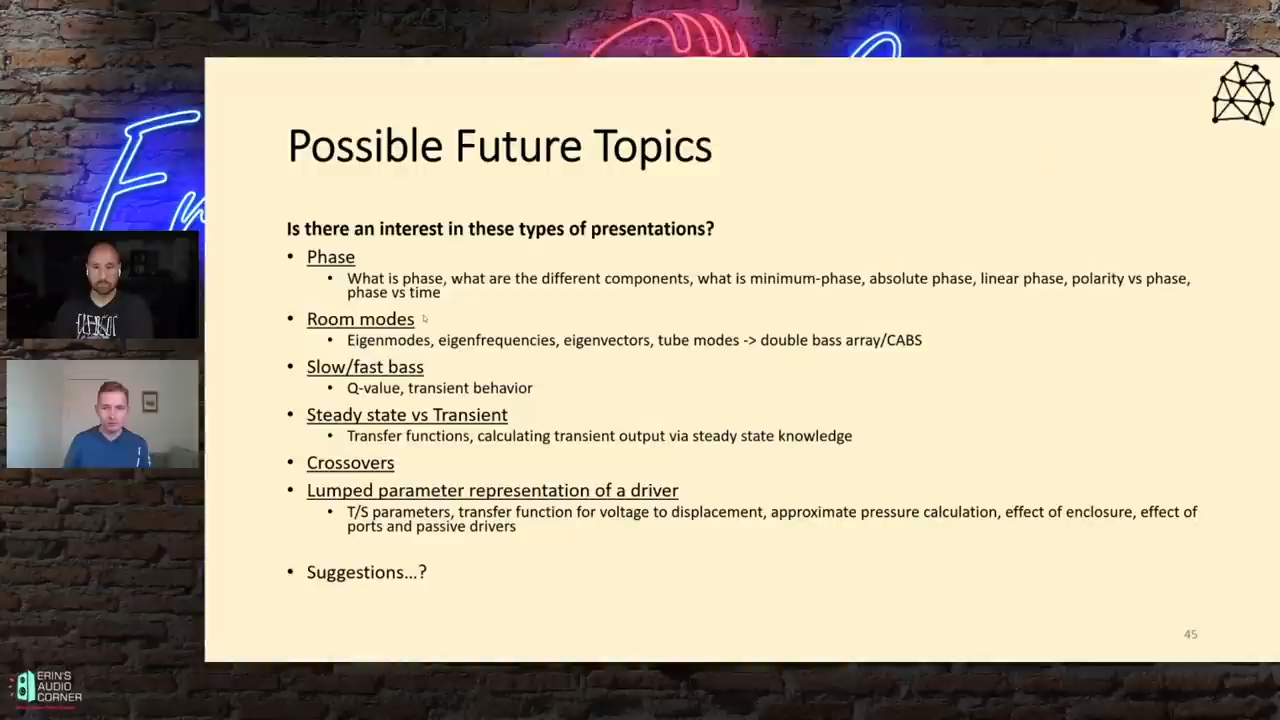 Possible Future Topics
Is there an interest in these types of presentations?
• Phase
• What is phase, what are the different components, what is minimum-phase, absolute phase, linear phase, polarity vs phase,
phase vs time
• Room modes
• Eigenmodes, eigenfrequencies, eigenvectors, tube modes -> double bass array/CABS
• Slow/fast bass
• Q-value, transient behavior
• Steady state vs Transient
• Transfer functions, calculating transient output via steady state knowledge
• Crossovers
• Lumped parameter representation of a driver
• T/S parameters, transfer function for voltage to displacement, approximate pressure calculation, effect of enclosure, effect of
ports and passive drivers
• Suggestions...?
45
ERIN'S
AUDIO
CORNER